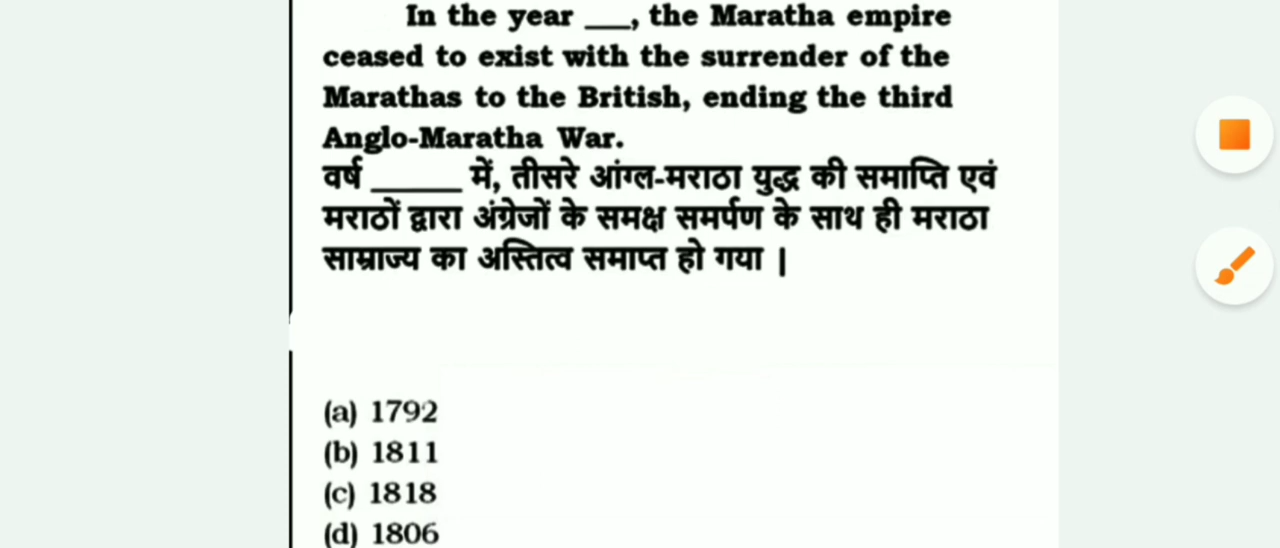 In the year ___, the Maratha empire
ceased to exist with the surrender of the
Marathas to the British, ending the third
Anglo-Maratha War.
वर्ष ______ में, तीसरे आंग्ल-मराठा युद्ध की समाप्ति एवं
मराठों द्वारा अंग्रेजों के समक्ष समर्पण के साथ ही मराठा
साम्राज्य का अस्तित्व समाप्त हो गया |
(a) 1792
(b) 1811
(c) 1818
(d) 1806